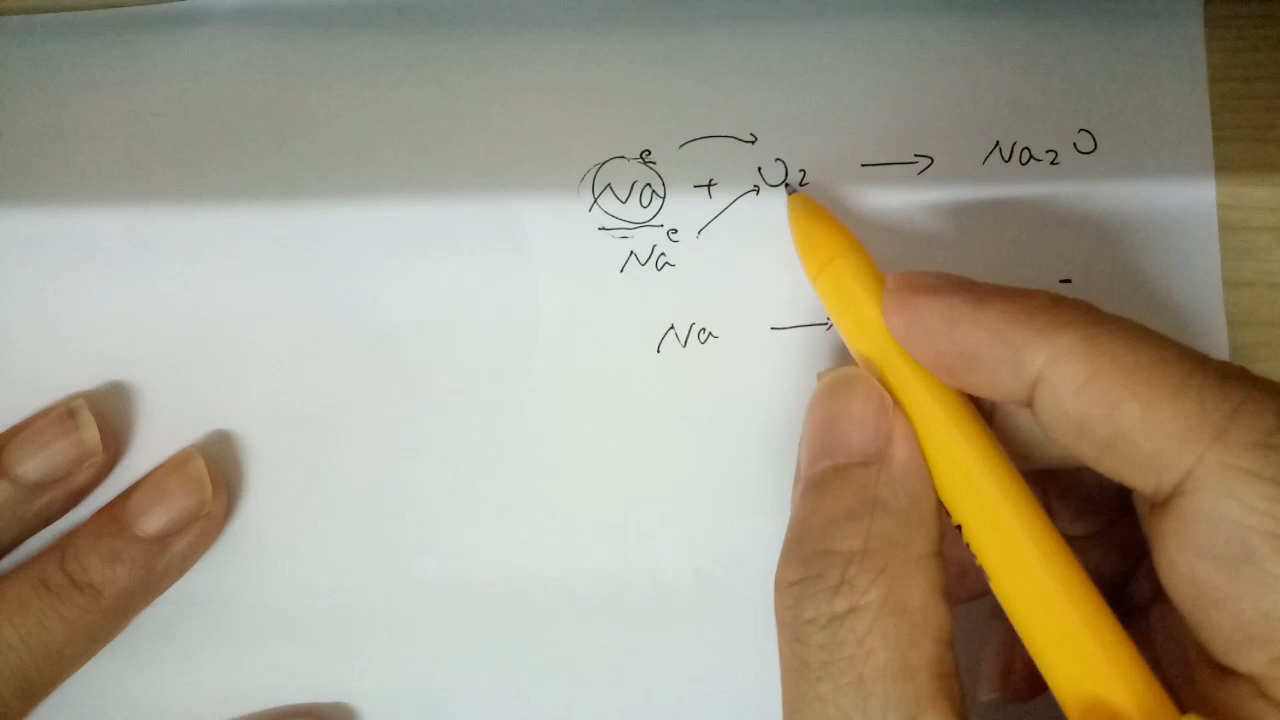 Na e + O2 → Na2O
Na e
Na →